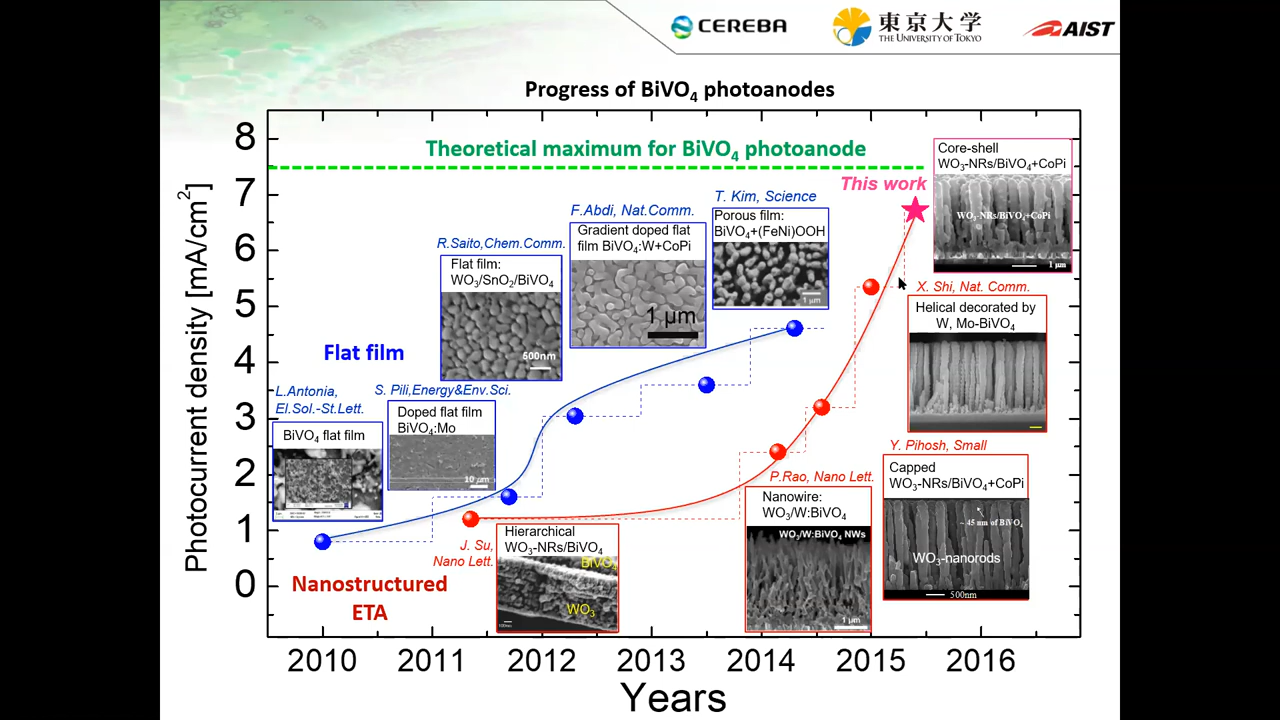 CEREBA
東京大学
THE UNIVERSITY OF TOKYO
AIST
Progress of BiVO4 photoanodes
Photocurrent density [mA/cm2]
8
7
6
5
4
3
2
1
0
Theoretical maximum for BiVO4 photoanode
This work
Core-shell
WO3-NRs/BiVO4+CoPi
WO3-NRs/BiVO4+CoPi
1 μm
T. Kim, Science
Porous film:
BiVO4+(FeNi)OOH
1 μm
F.Abdi, Nat.Comm.
Gradient doped flat
film BiVO4:W+CoPi
1 μm
R.Saito,Chem.Comm.
Flat film:
WO3/SnO2/BiVO4
500nm
X. Shi, Nat. Comm.
Helical decorated by
W, Mo-BiVO4
Flat film
L.Antonia,
El.Sol.-St.Lett.
BiVO4 flat film
S. Pili,Energy&Env.Sci.
Doped flat film
BiVO4:Mo
10 μm
Y. Pihosh, Small
Capped
WO3-NRs/BiVO4+CoPi
~ 45 nm of BiVO4
WO3-nanorods
500nm
P.Rao, Nano Lett.
Nanowire:
WO3/W:BiVO4
WO3/W:BiVO4 NWs
1 μm
J. Su,
Nano Lett.
Hierarchical
WO3-NRs/BiVO4
BiVO4
WO3
Nanostructured
ETA
2010 2011 2012 2013 2014 2015 2016
Years